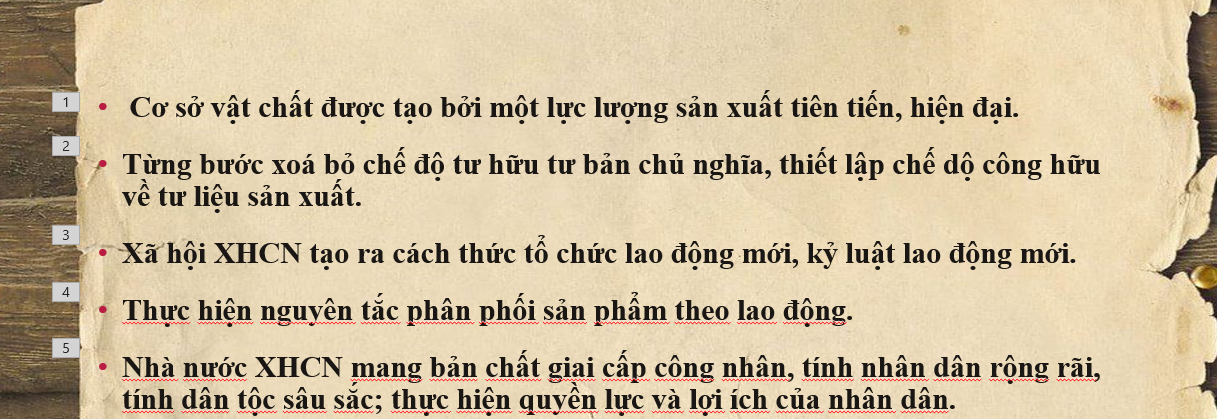 1
• Cơ sở vật chất được tạo bởi một lực lượng sản xuất tiên tiến, hiện đại.
2
• Từng bước xoá bỏ chế độ tư hữu tư bản chủ nghĩa, thiết lập chế dộ công hữu
về tư liệu sản xuất.
3
• Xã hội XHCN tạo ra cách thức tổ chức lao động mới, kỷ luật lao động mới.
4
• Thực hiện nguyên tắc phân phối sản phẩm theo lao động.
5
• Nhà nước XHCN mang bản chất giai cấp công nhân, tính nhân dân rộng rãi,
tính dân tộc sâu sắc; thực hiện quyền lực và lợi ích của nhân dân.